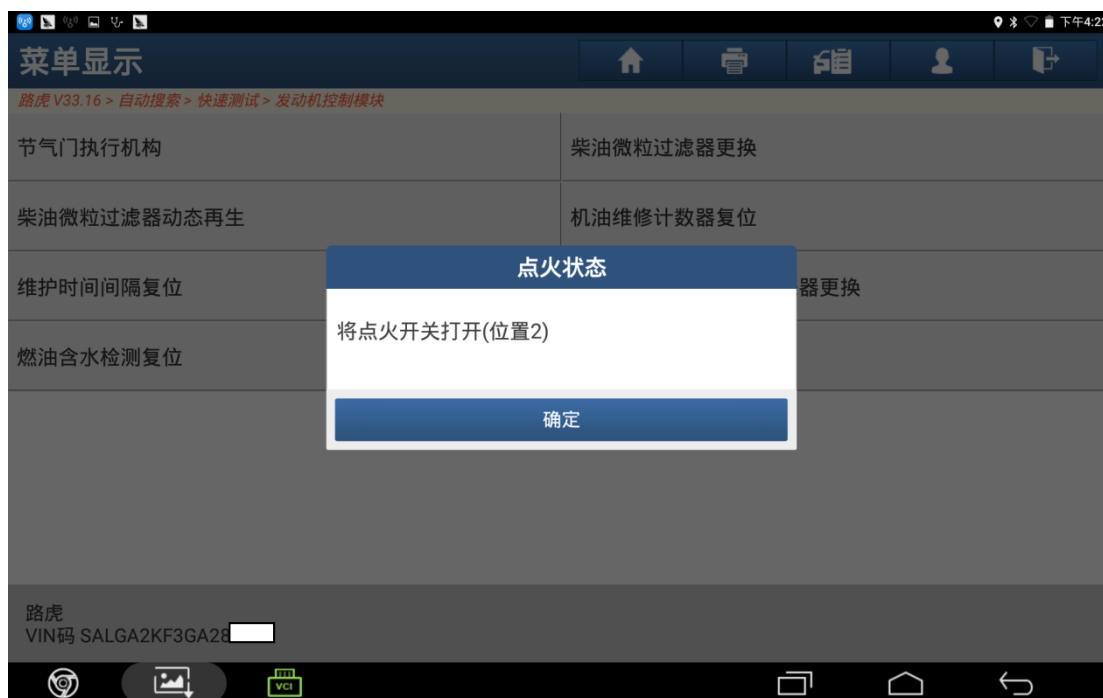 下午4:22
菜单显示
路虎 V33.16 > 自动搜索 > 快速测试 > 发动机控制模块
节气门执行机构
柴油微粒过滤器更换
柴油微粒过滤器动态再生
机油维修计数器复位
点火状态
维护时间间隔复位
器更换
将点火开关打开(位置2)
燃油含水检测复位
确定
路虎
VIN码 SALGA2KF3GA28
VCI